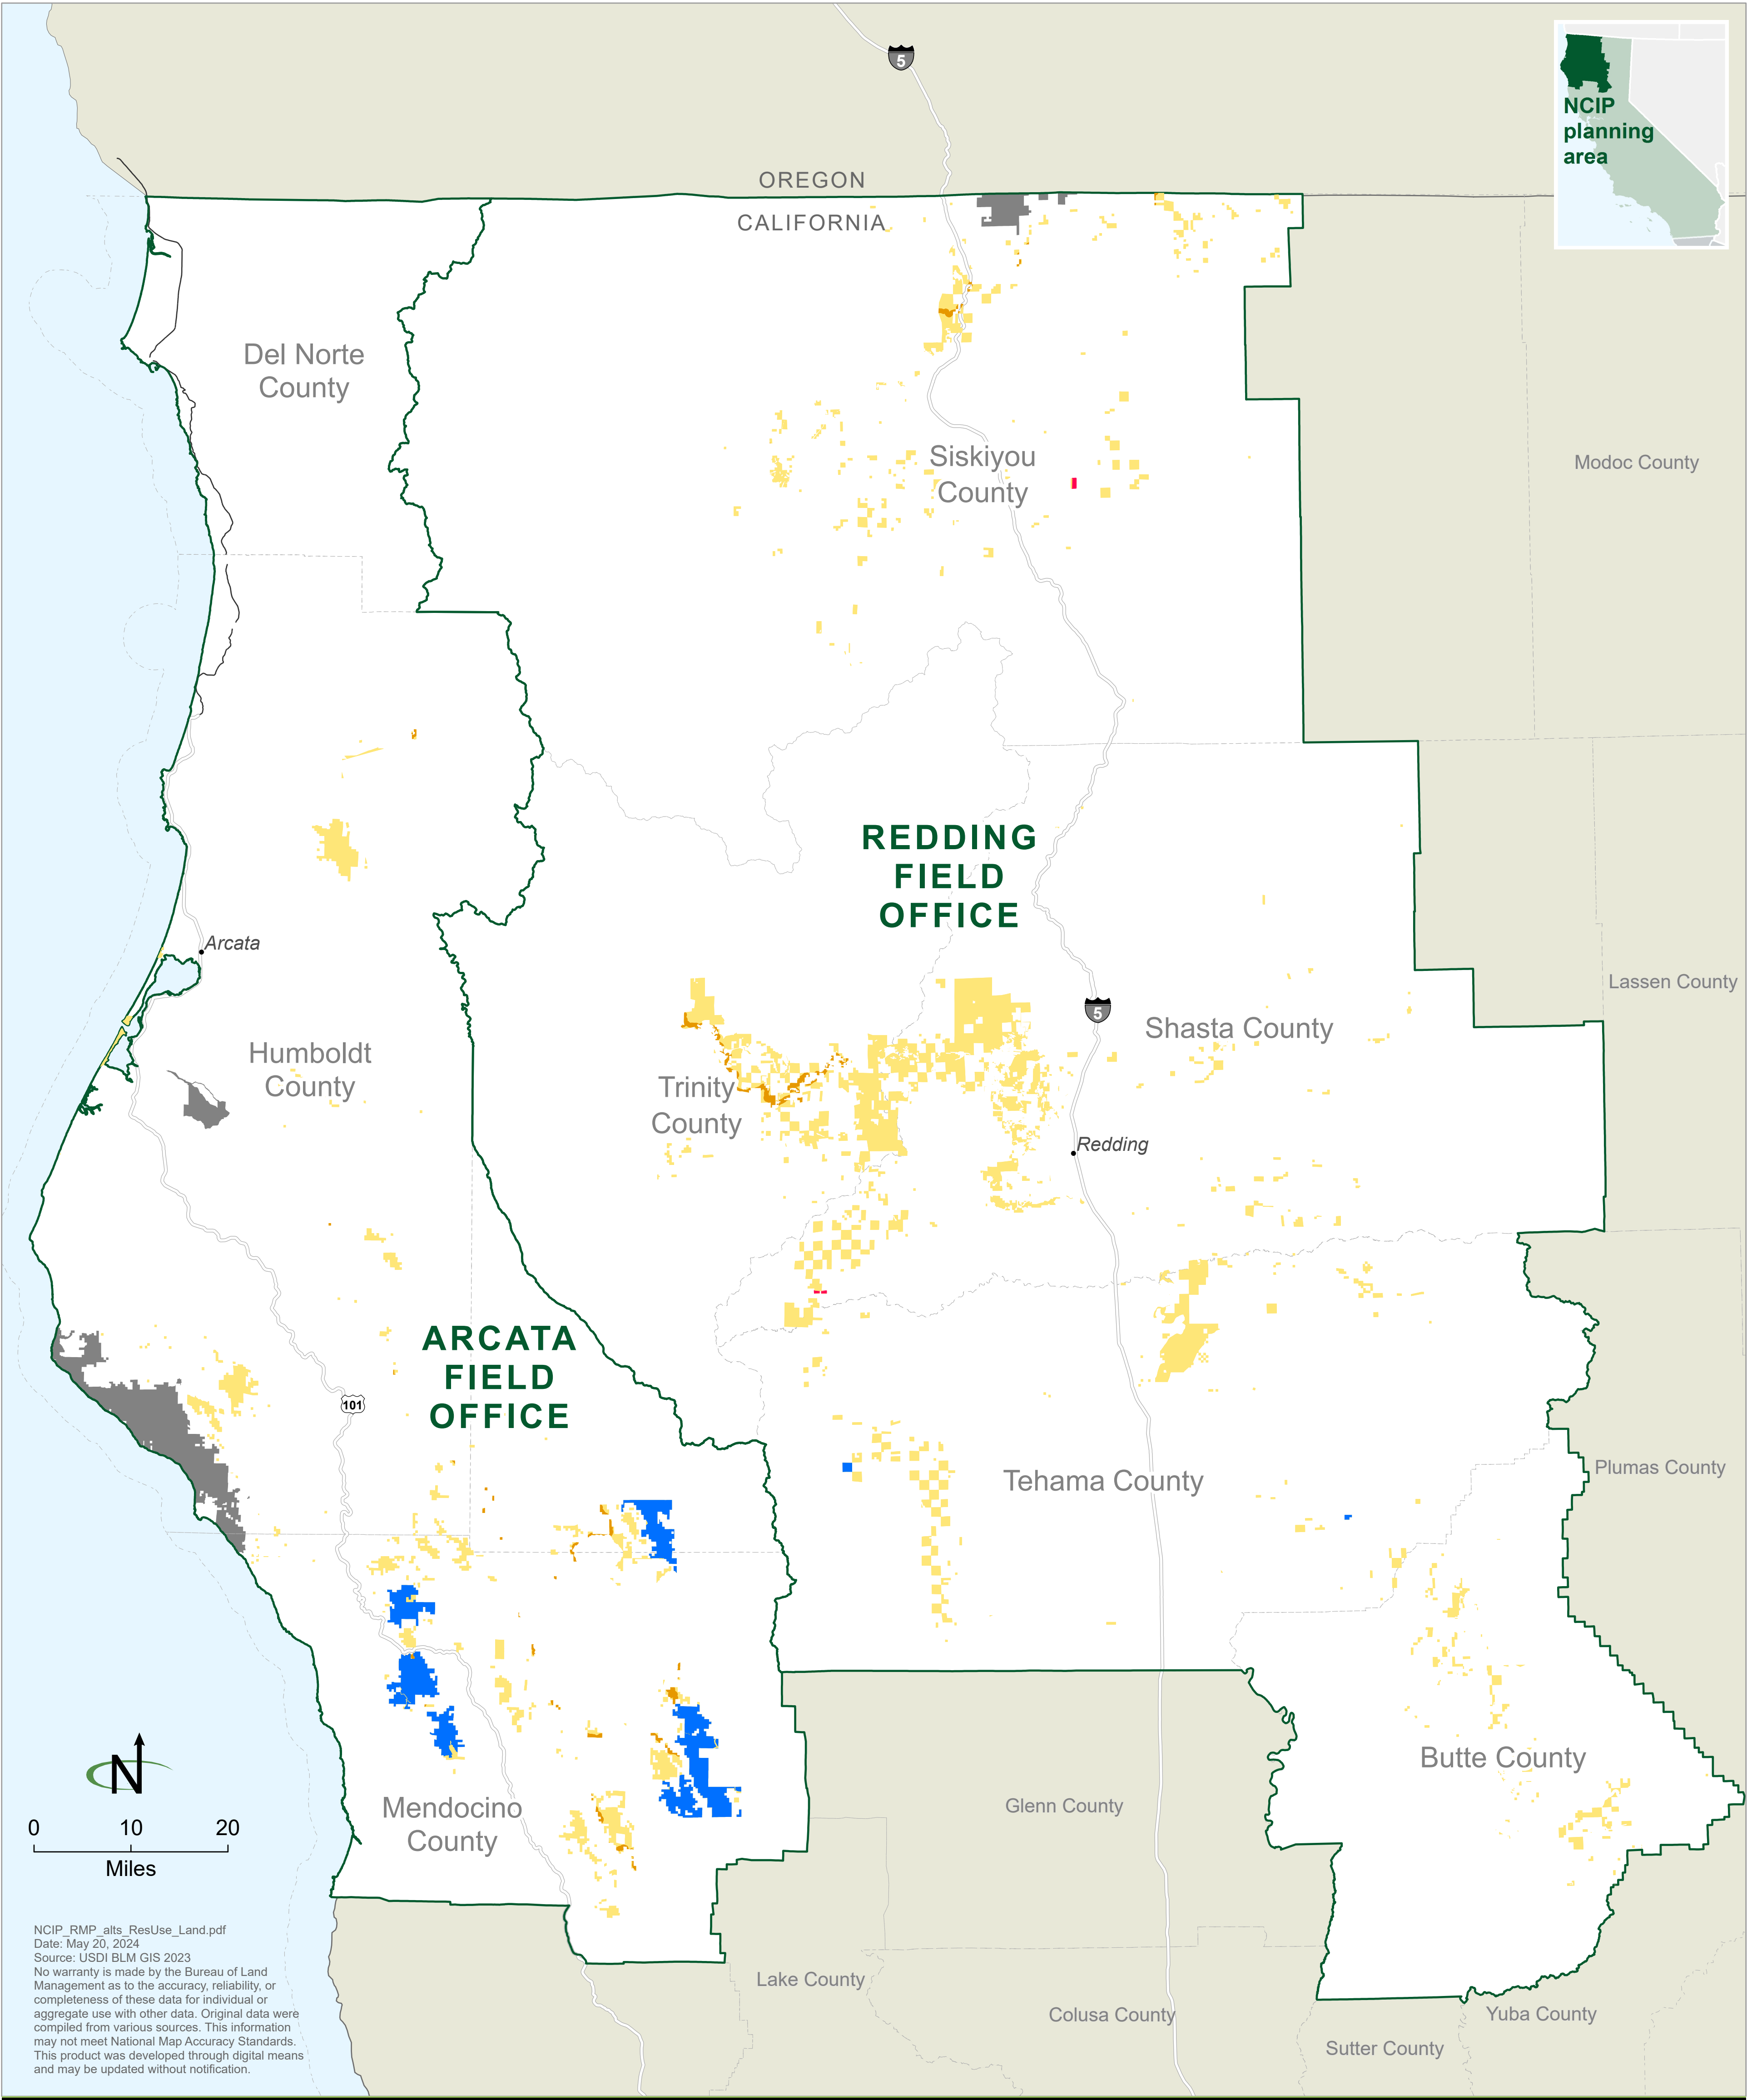 5
NCIP
planning
area
OREGON
CALIFORNIA
Del Norte
County
Siskiyou
County
Modoc County
REDDING
FIELD
OFFICE
Arcata
Lassen County
5
Shasta County
Humboldt
County
Trinity
County
Redding
ARCATA
FIELD
OFFICE
101
Tehama County
Plumas County
Butte County
N
Mendocino
County
Glenn County
0 10 20
Miles
NCIP_RMP_alts_ResUse_Land.pdf
Date: May 20, 2024
Source: USDI BLM GIS 2023
No warranty is made by the Bureau of Land
Management as to the accuracy, reliability, or
completeness of these data for individual or
aggregate use with other data. Original data were
compiled from various sources. This information
may not meet National Map Accuracy Standards.
This product was developed through digital means
and may be updated without notification.
Lake County
Colusa County
Yuba County
Sutter County